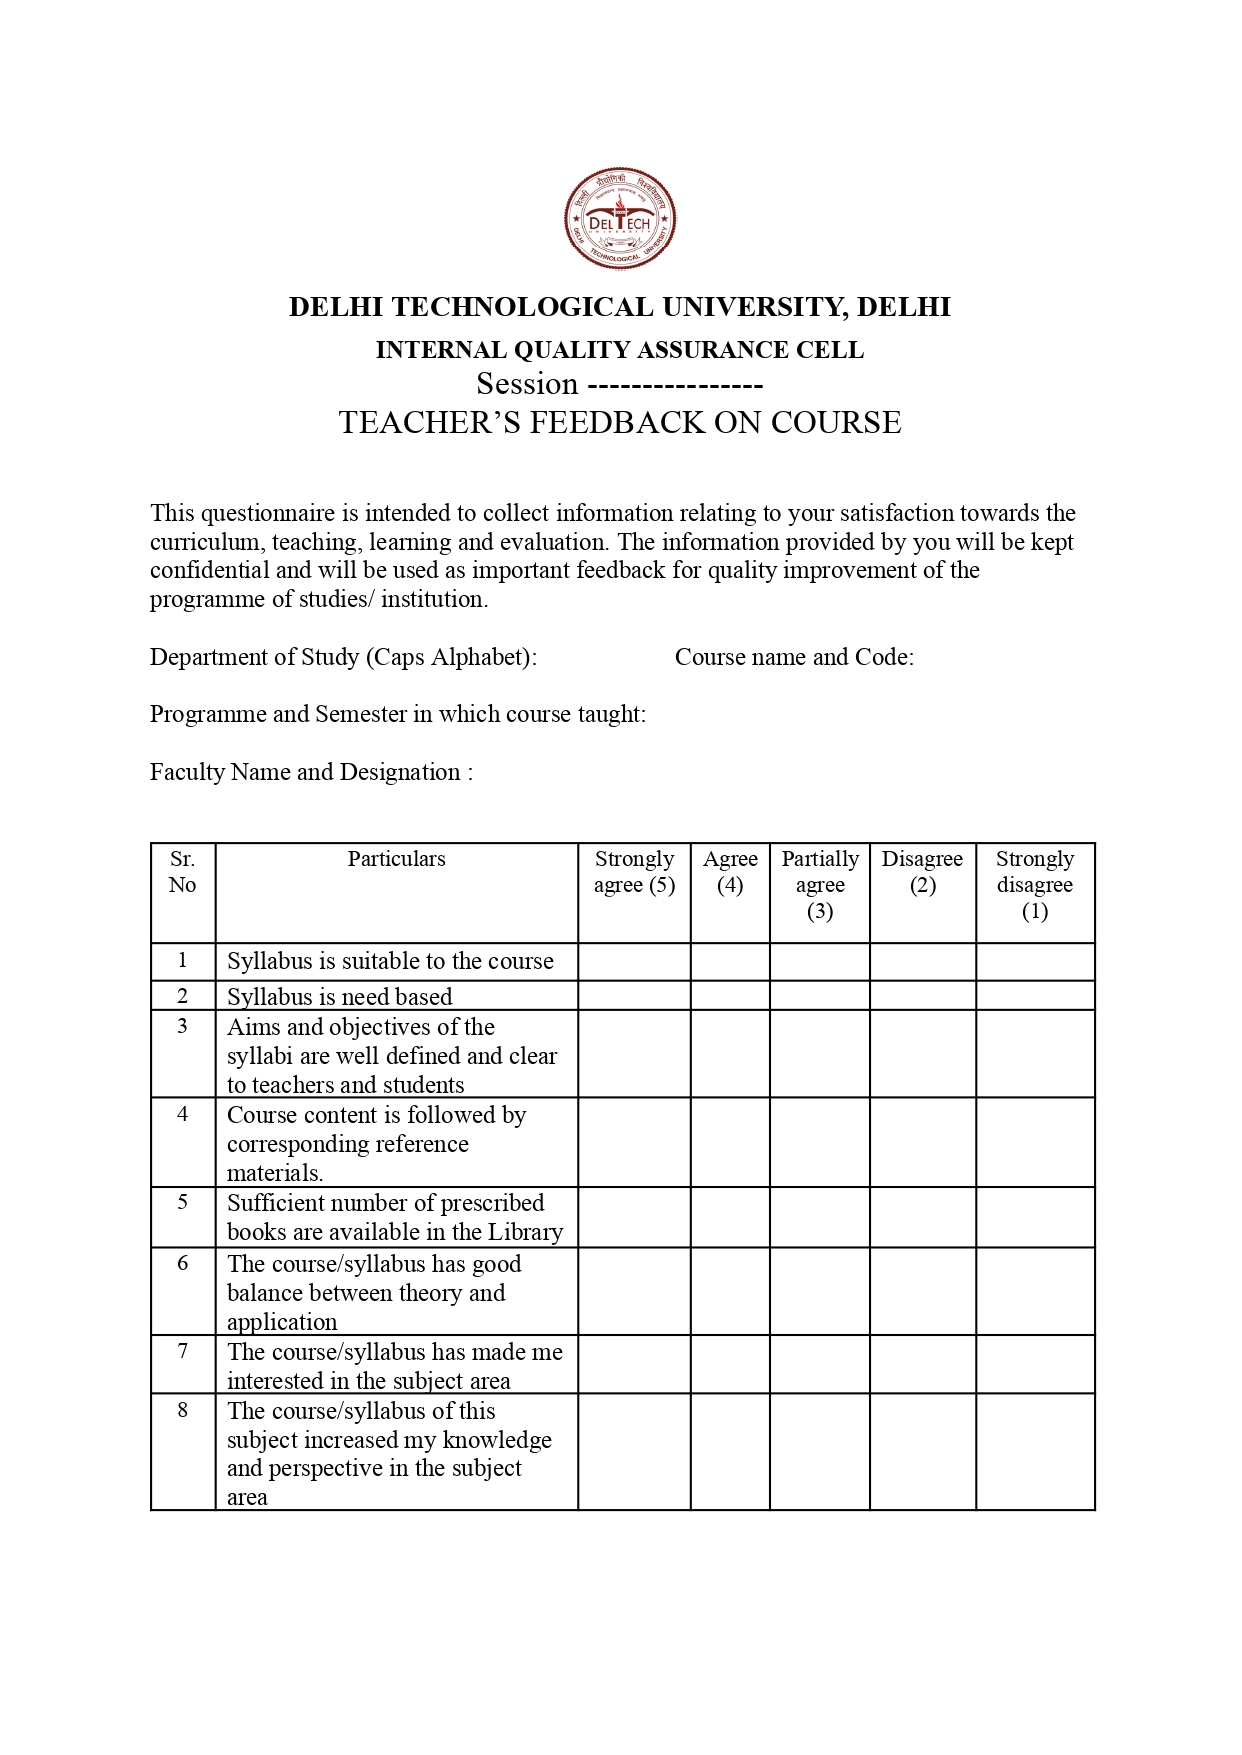 दिल्ली प्रौद्योगिकी विश्वविद्यालय
DELTECH
UNIVERSITY
DELHI TECHNOLOGICAL UNIVERSITY
DELHI TECHNOLOGICAL UNIVERSITY, DELHI
INTERNAL QUALITY ASSURANCE CELL
Session ----------------
TEACHER’S FEEDBACK ON COURSE
This questionnaire is intended to collect information relating to your satisfaction towards the
curriculum, teaching, learning and evaluation. The information provided by you will be kept
confidential and will be used as important feedback for quality improvement of the
programme of studies/ institution.
Department of Study (Caps Alphabet): Course name and Code:
Programme and Semester in which course taught:
Faculty Name and Designation :
Sr. Particulars Strongly Agree Partially Disagree Strongly
No agree (5) (4) agree (2) disagree
(3) (1)
1 Syllabus is suitable to the course
2 Syllabus is need based
3 Aims and objectives of the
syllabi are well defined and clear
to teachers and students
4 Course content is followed by
corresponding reference
materials.
5 Sufficient number of prescribed
books are available in the Library
6 The course/syllabus has good
balance between theory and
application
7 The course/syllabus has made me
interested in the subject area
8 The course/syllabus of this
subject increased my knowledge
and perspective in the subject
area